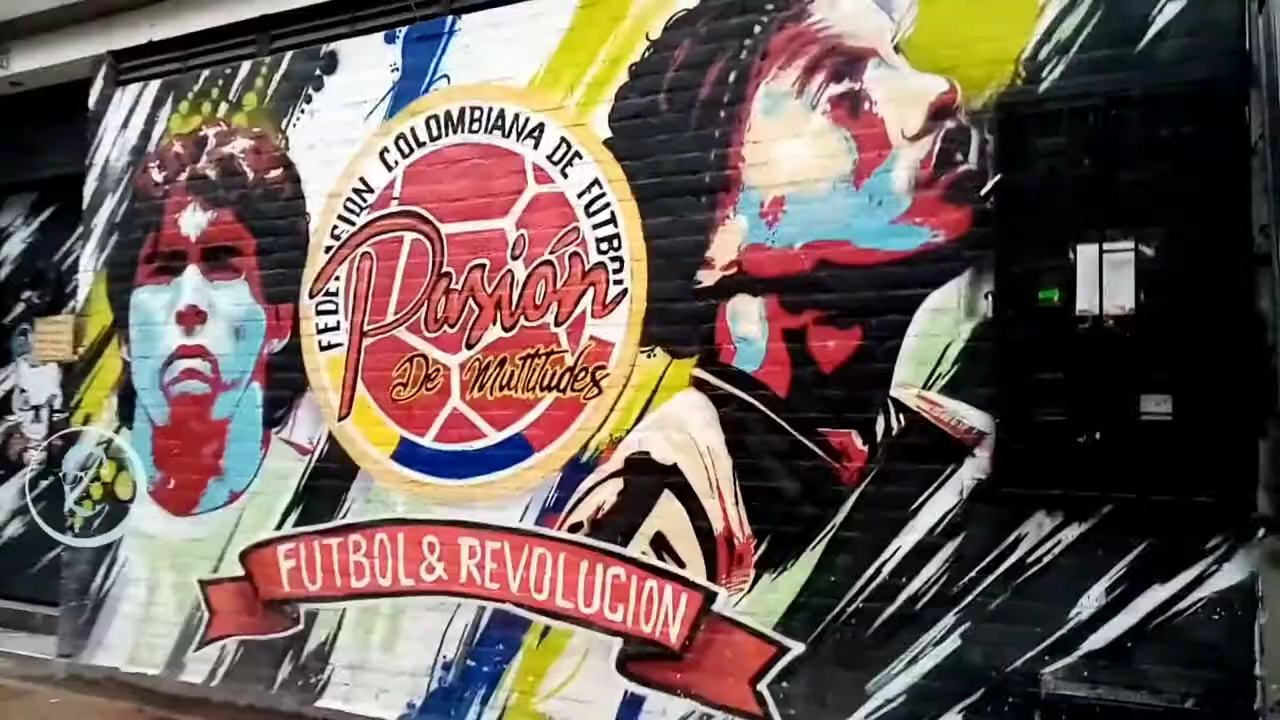 FEDERACION COLOMBIANA DE FUTBOL
Pasión
De Multitudes
FUTBOL & REVOLUCION